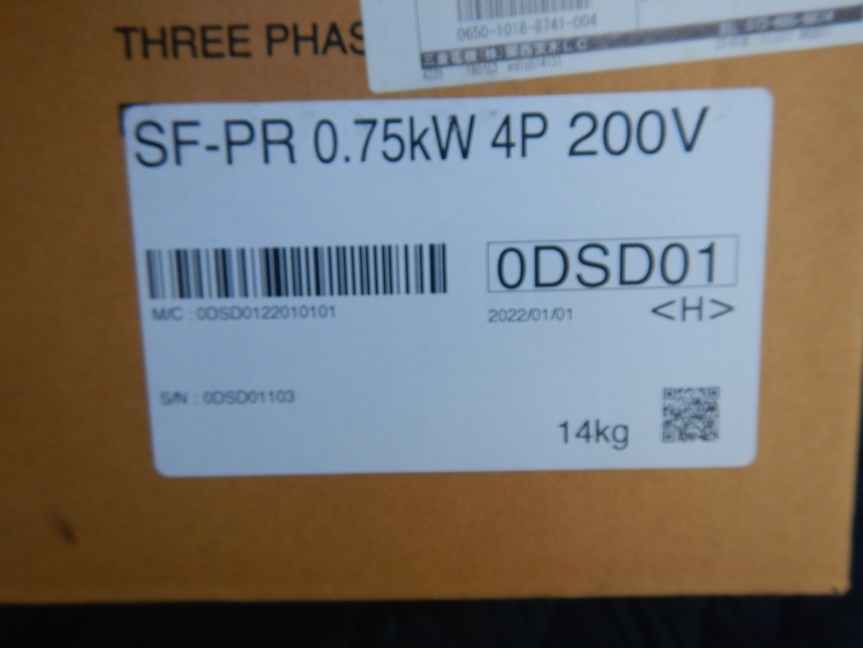 0650-1018-8741-004
THREE PHAS
SF-PR 0.75kW 4P 200V
0DSD01
M/C : 0DSD0122010101
2022/01/01
<H>
S/N : 0DSD01103
14kg